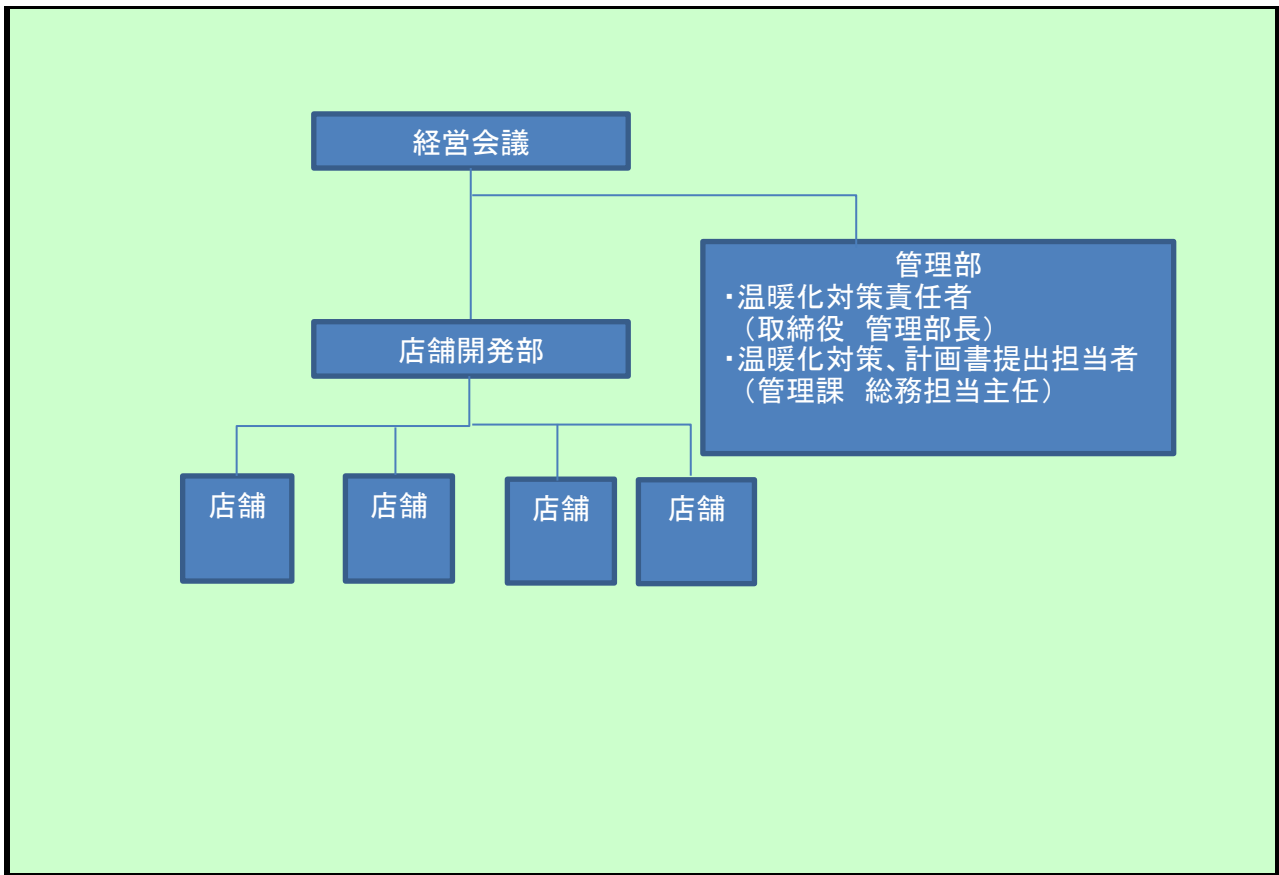 経営会議
管理部
・温暖化対策責任者
（取締役　管理部長）
・温暖化対策、計画書提出担当者
（管理課　総務担当主任）
店舗開発部
店舗
店舗
店舗
店舗